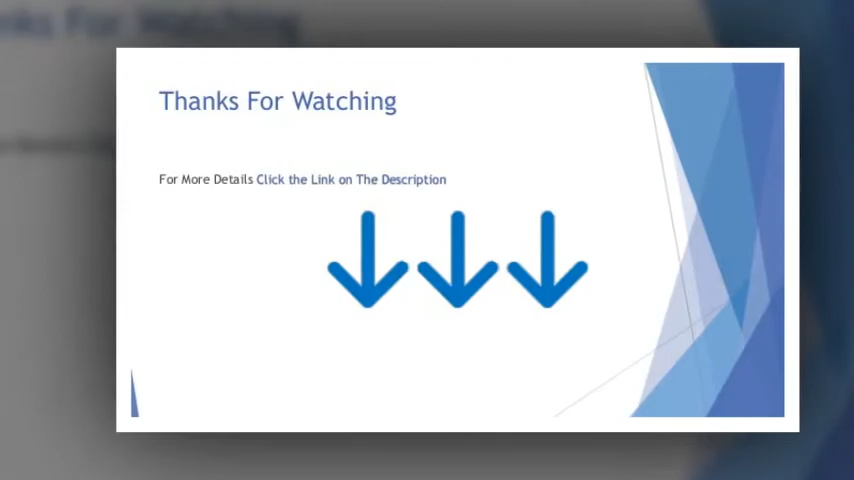 Thanks For Watching
For More Details Click the Link on The Description